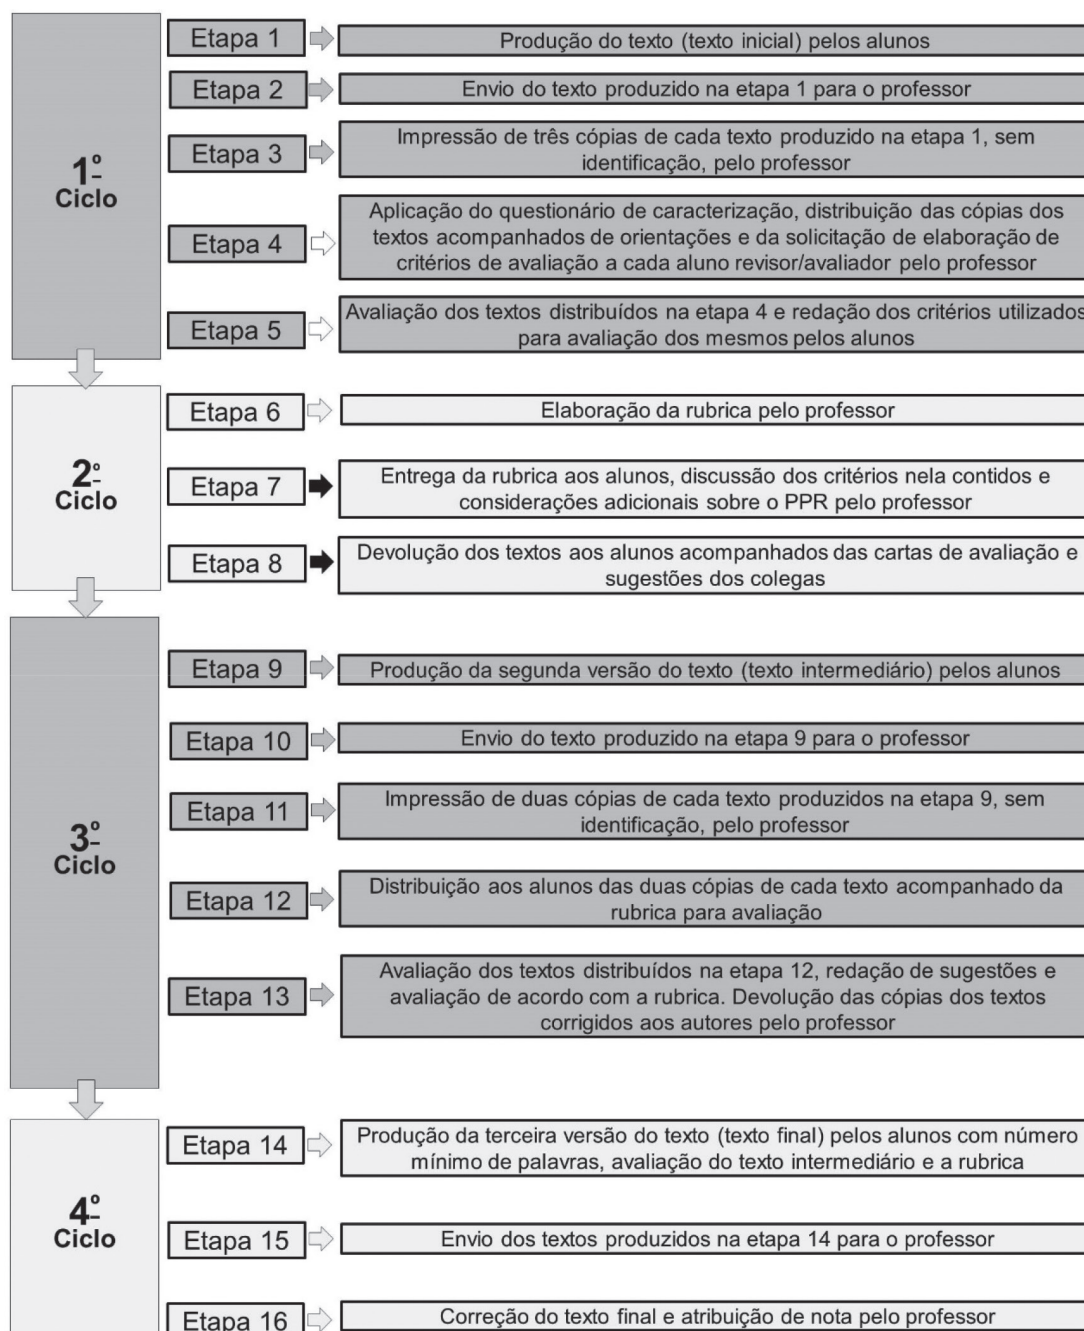 1º
Ciclo
Etapa 1
Produção do texto (texto inicial) pelos alunos
Etapa 2
Envio do texto produzido na etapa 1 para o professor
Etapa 3
Impressão de três cópias de cada texto produzido na etapa 1, sem
identificação, pelo professor
Etapa 4
Aplicação do questionário de caracterização, distribuição das cópias dos
textos acompanhados de orientações e da solicitação de elaboração de
critérios de avaliação a cada aluno revisor/avaliador pelo professor
Etapa 5
Avaliação dos textos distribuídos na etapa 4 e redação dos critérios utilizados
para avaliação dos mesmos pelos alunos
2º
Ciclo
Etapa 6
Elaboração da rubrica pelo professor
Etapa 7
Entrega da rubrica aos alunos, discussão dos critérios nela contidos e
considerações adicionais sobre o PPR pelo professor
Etapa 8
Devolução dos textos aos alunos acompanhados das cartas de avaliação e
sugestões dos colegas
3º
Ciclo
Etapa 9
Produção da segunda versão do texto (texto intermediário) pelos alunos
Etapa 10
Envio do texto produzido na etapa 9 para o professor
Etapa 11
Impressão de duas cópias de cada texto produzidos na etapa 9, sem
identificação, pelo professor
Etapa 12
Distribuição aos alunos das duas cópias de cada texto acompanhado da
rubrica para avaliação
Etapa 13
Avaliação dos textos distribuídos na etapa 12, redação de sugestões e
avaliação de acordo com a rubrica. Devolução das cópias dos textos
corrigidos aos autores pelo professor
4º
Ciclo
Etapa 14
Produção da terceira versão do texto (texto final) pelos alunos com número
mínimo de palavras, avaliação do texto intermediário e a rubrica
Etapa 15
Envio dos textos produzidos na etapa 14 para o professor
Etapa 16
Correção do texto final e atribuição de nota pelo professor